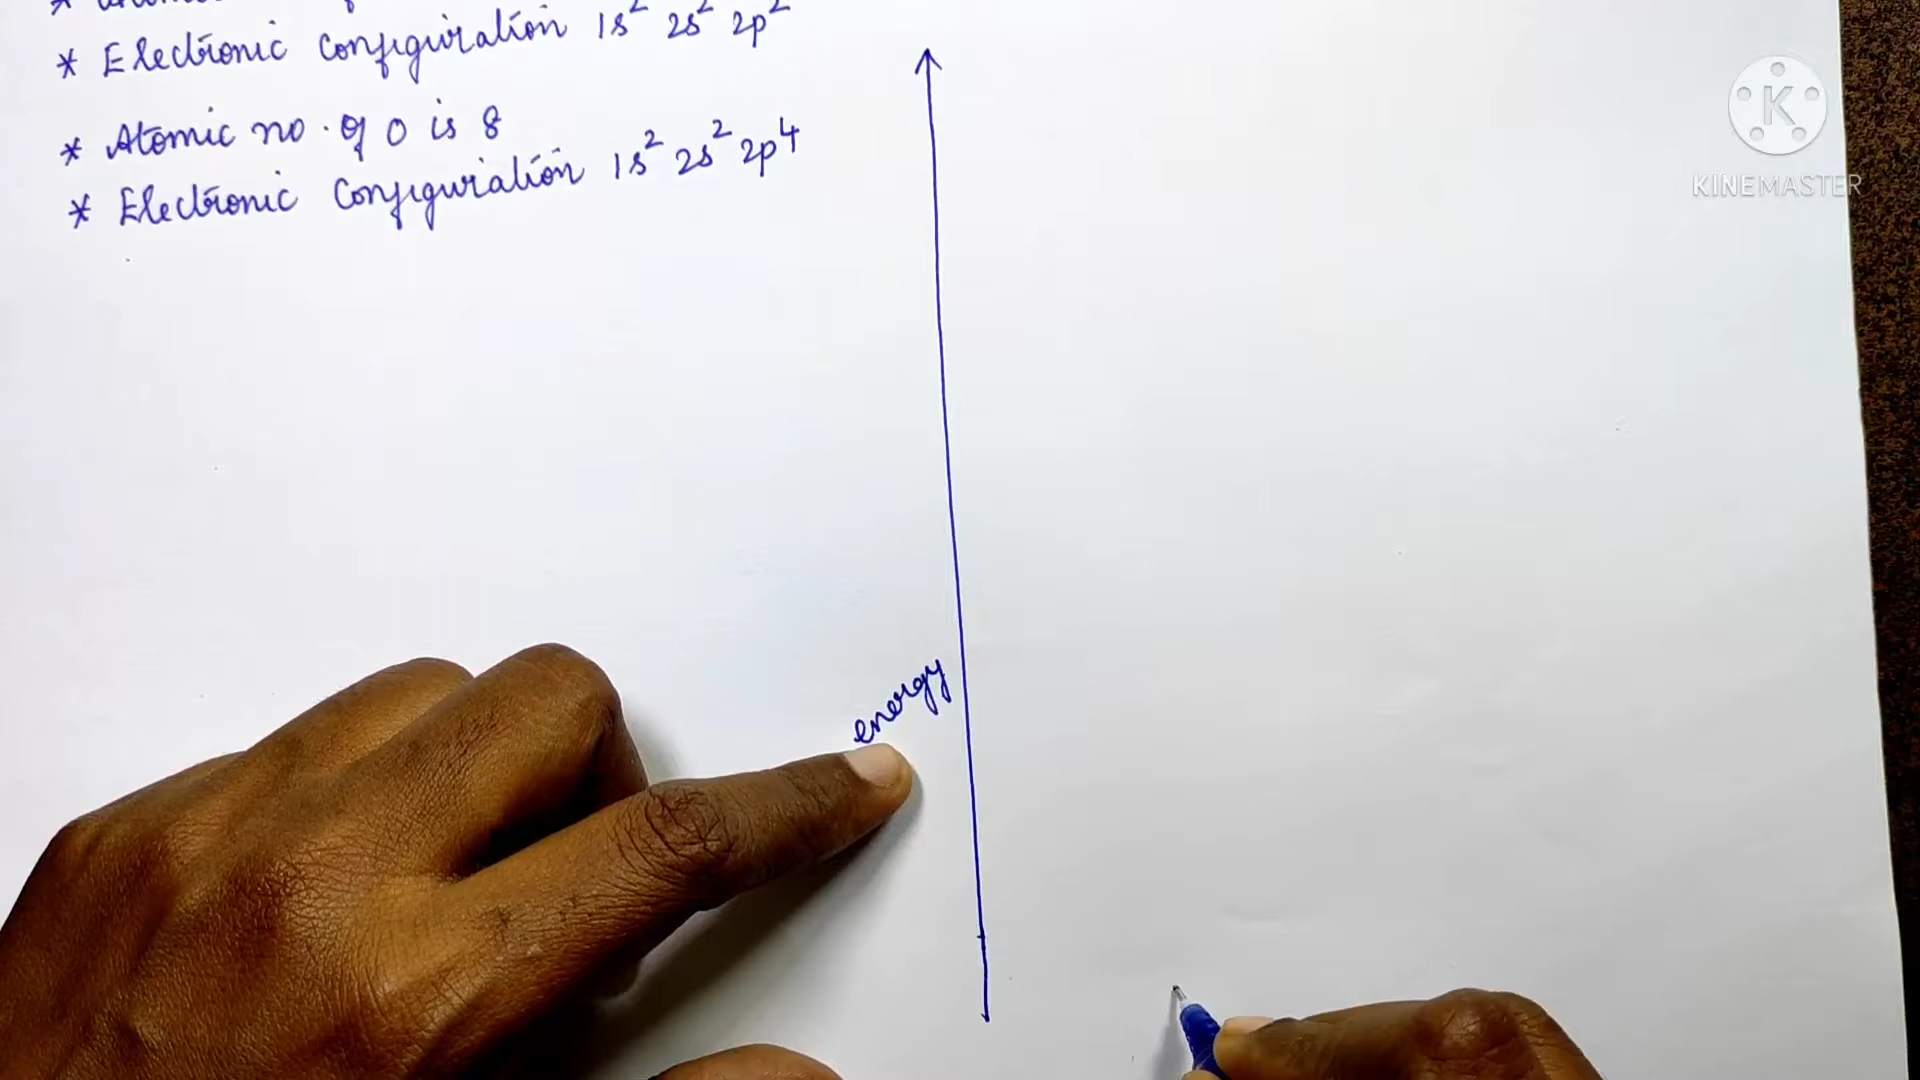 * Electronic Configuration 1s² 2s² 2p²
* Atomic no. of O is 8
* Electronic Configuration 1s² 2s² 2p⁴
energy
K
KINEMASTER